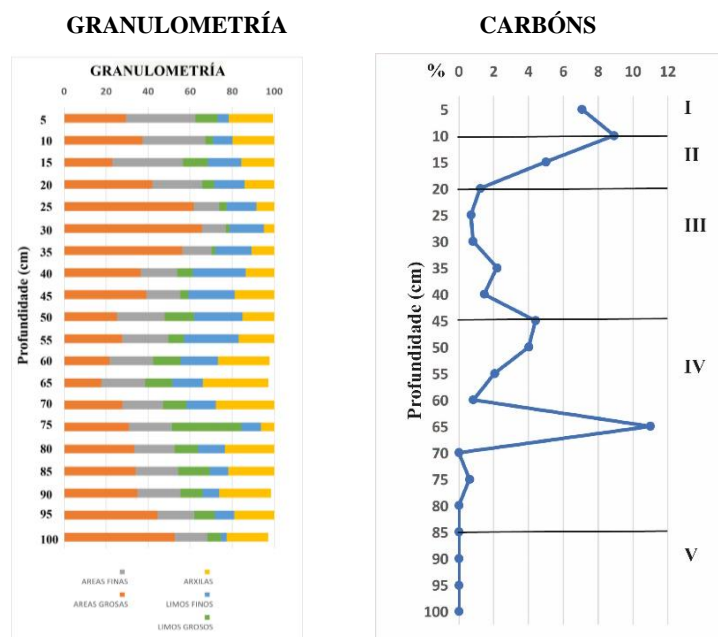 GRANULOMETRÍA
CARBÓNS
GRANULOMETRÍA
0 20 40 60 80 100
Profundidade (cm)
5
10
15
20
25
30
35
40
45
50
55
60
65
70
75
80
85
90
95
100
AREAS FINAS
ARXILAS
AREAS GROSAS
LIMOS FINOS
LIMOS GROSOS
% 0 2 4 6 8 10 12
Profundidade (cm)
5
10
15
20
25
30
35
40
45
50
55
60
65
70
75
80
85
90
95
100
I
II
III
IV
V